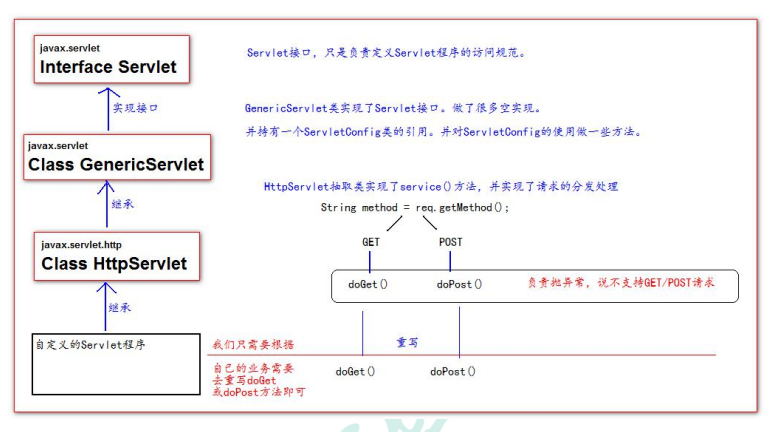 javax.servlet
Interface Servlet
Servlet接口，只是负责定义Servlet程序的访问规范。
实现接口
GenericServlet类实现了Servlet接口。做了很多空实现。
并持有一个ServletConfig类的引用。并对ServletConfig的使用做一些方法。
javax.servlet
Class GenericServlet
继承
HttpServlet抽取类实现了service()方法，并实现了请求的分发处理
String method = req.getMethod();
GET POST
javax.servlet.http
Class HttpServlet
doGet() doPost() 负责抛异常，说不支持GET/POST请求
继承
自定义的Servlet程序
我们只需要根据
重写
自己的业务需要
去重写doGet
或doPost方法即可
doGet() doPost()